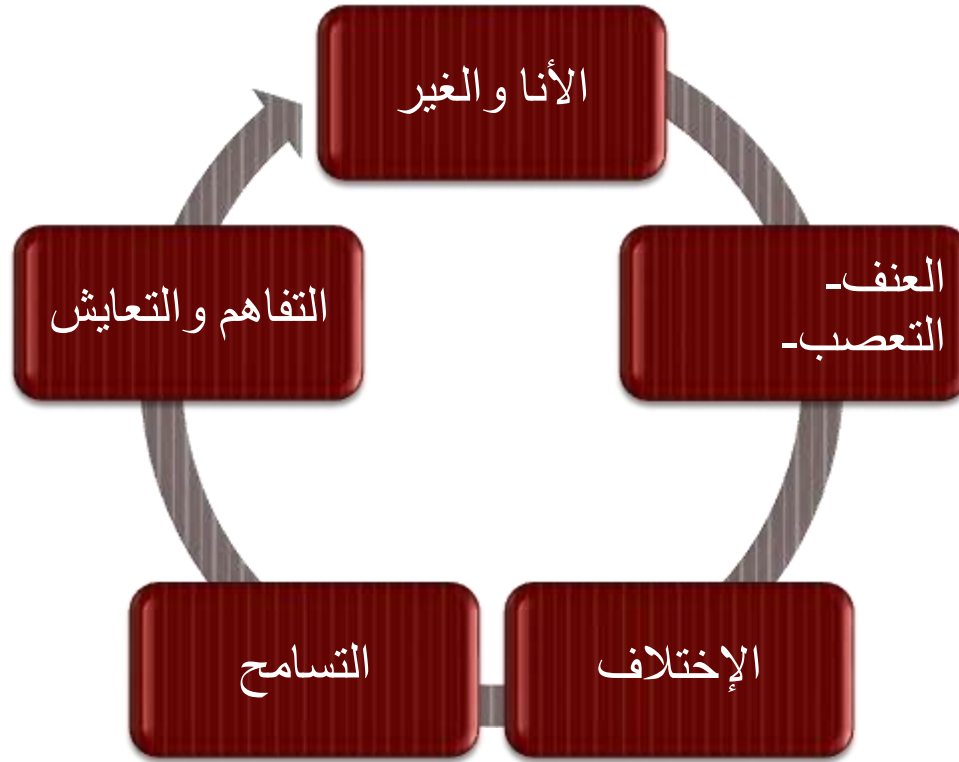 الأنا والغير
العنف-
التعصب-
الإختلاف
التسامح
التفاهم والتعايش